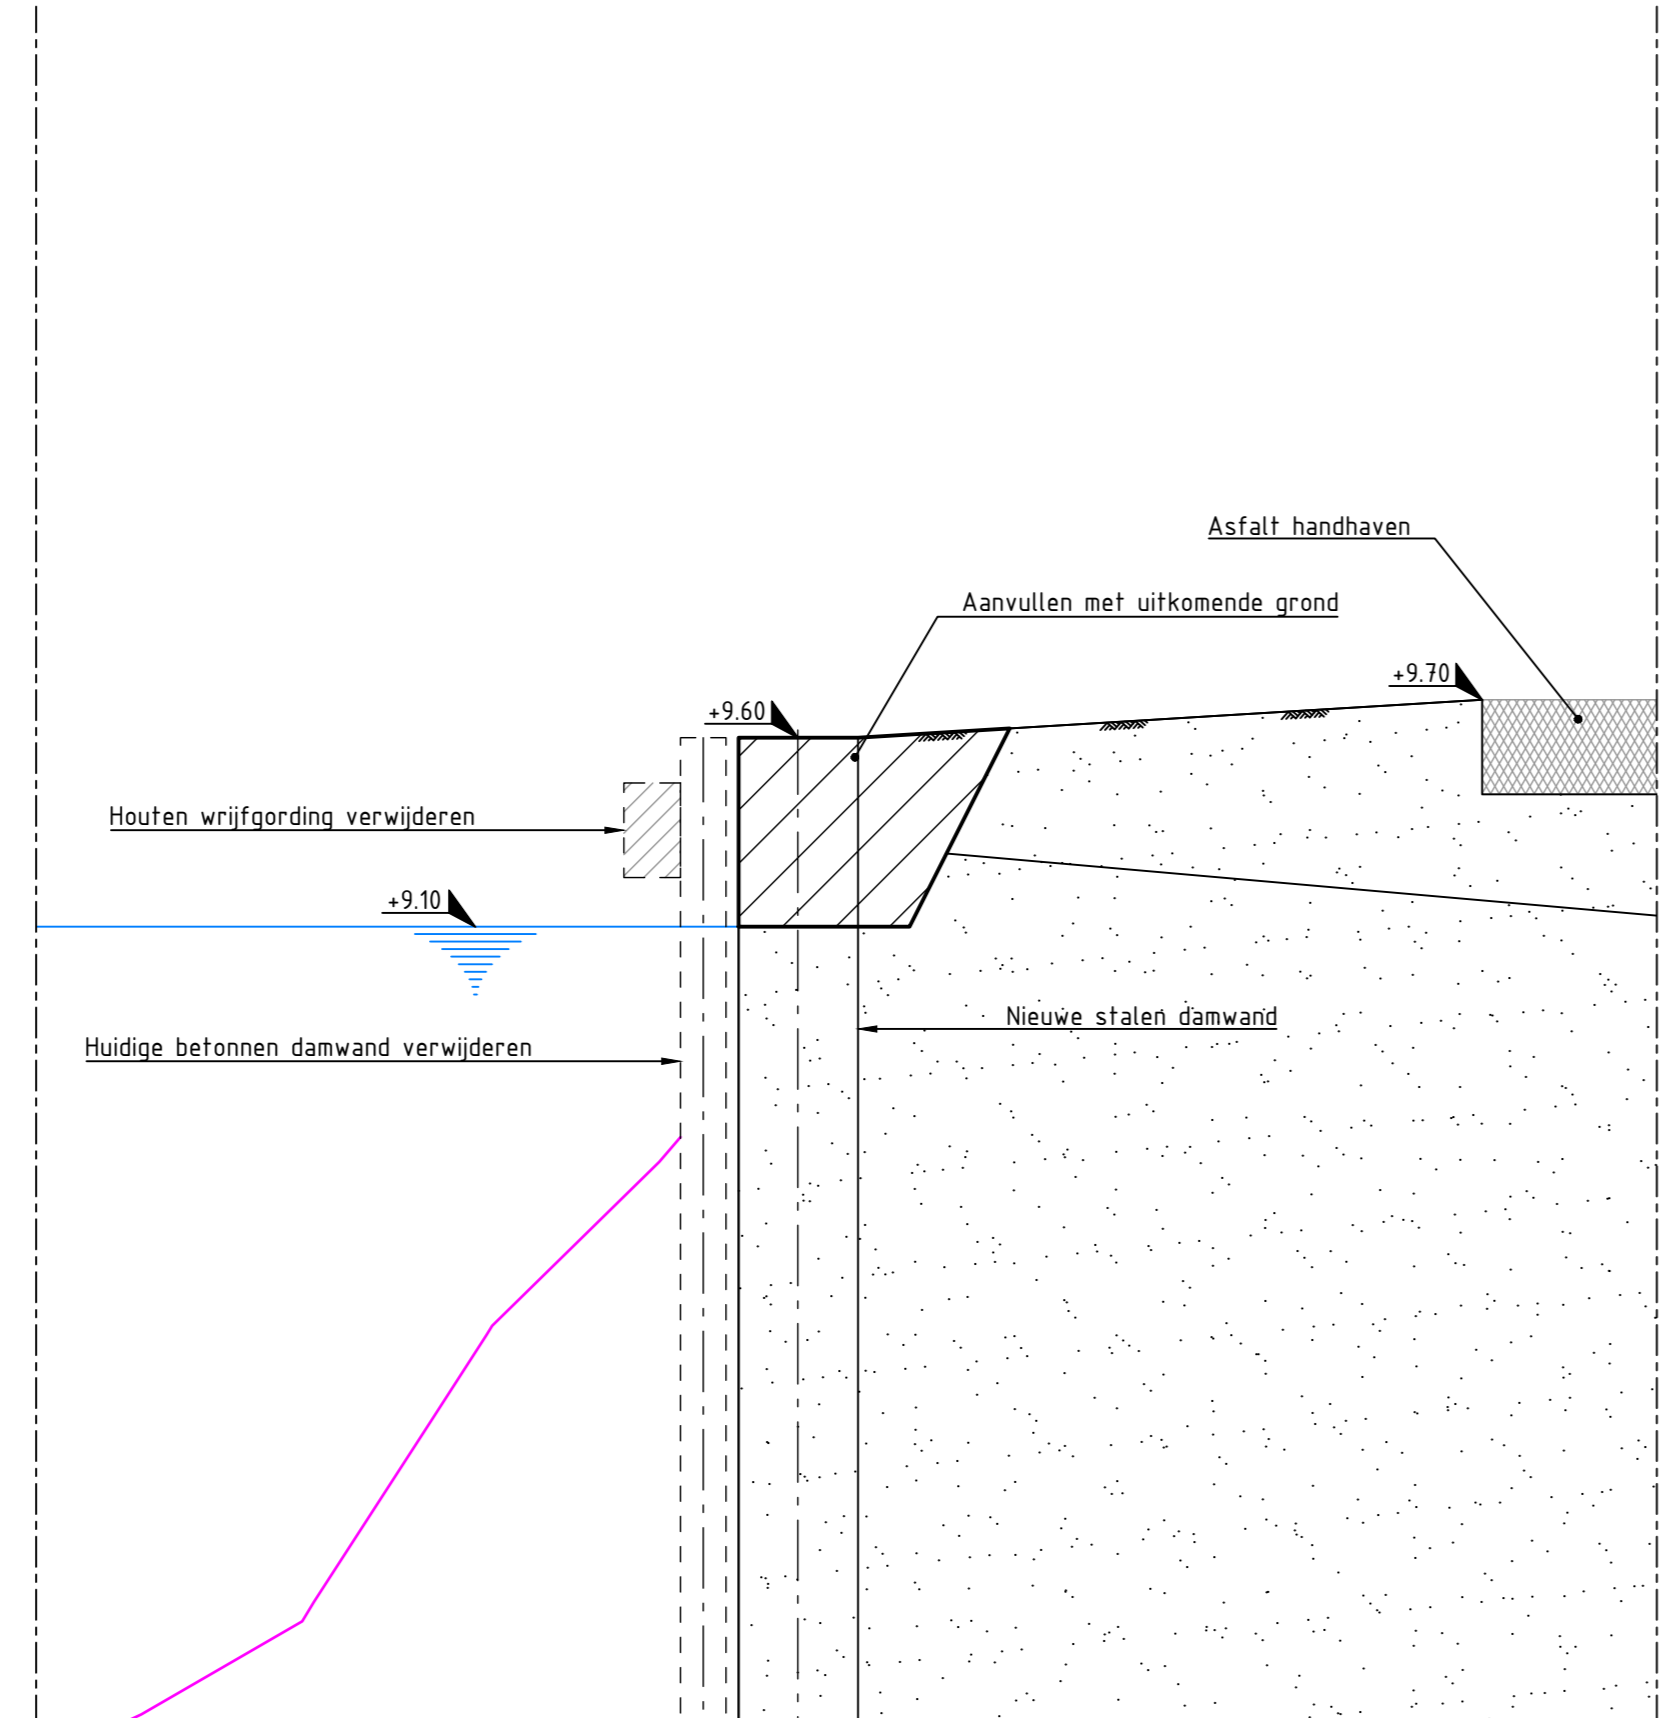 Asfalt handhaven
Aanvullen met uitkomende grond
+9.70
+9.60
Houten wrijfgording verwijderen
+9.10
Nieuwe stalen damwand
Huidige betonnen damwand verwijderen